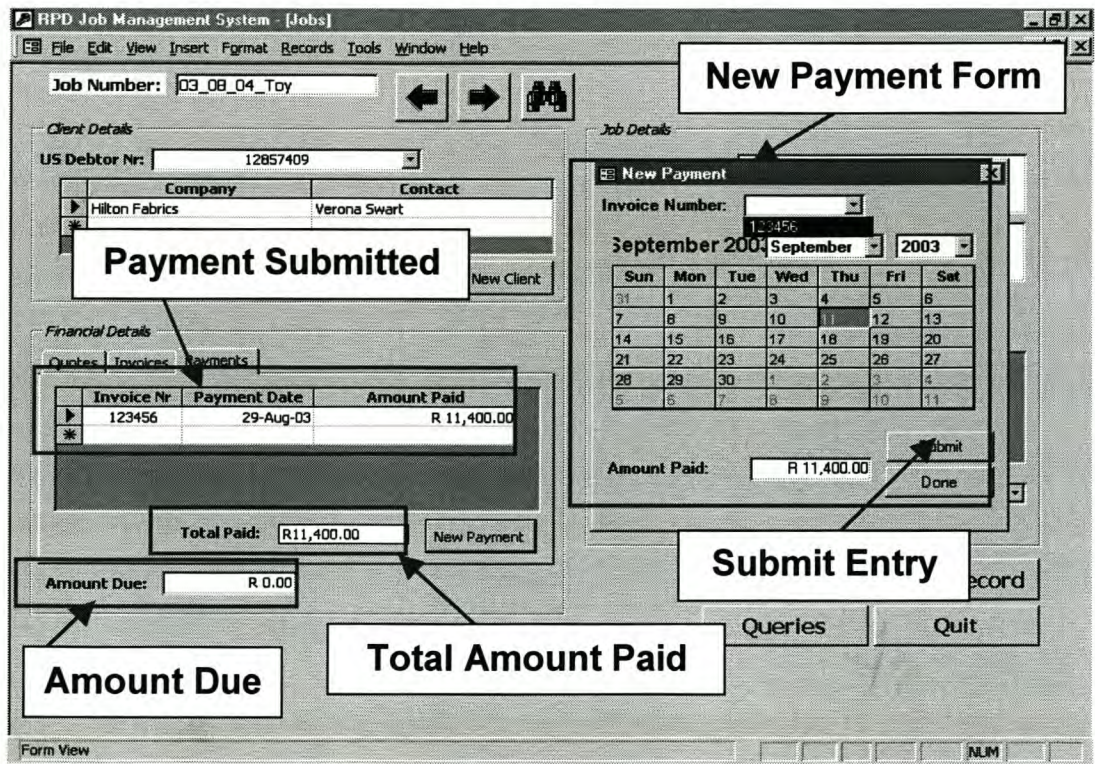 RPD Job Management System - [Jobs]
File Edit View Insert Format Records Tools Window Help
New Payment Form
Job Number: 03_08_04_Toy
Client Details
Job Details
US Debtor Nr: 12857409
Company Contact
Hilton Fabrics Verona Swart
Payment Submitted
New Client
New Payment
Invoice Number:
123456
September 2003 September 2003
Sun Mon Tue Wed Thu Fri Sat
31 1 2 3 4 5 6
7 8 9 10 11 12 13
14 15 16 17 18 19 20
21 22 23 24 25 26 27
28 29 30 1 2 3 4
5 6 7 8 9 10 11
Amount Paid: R 11,400.00
Submit
Done
Financial Details
Quotes Invoices Payments
Invoice Nr Payment Date Amount Paid
123456 29-Aug-03 R 11,400.00
Total Paid: R11,400.00 New Payment
Amount Due: R 0.00
Submit Entry
ecord
Queries Quit
Total Amount Paid
Amount Due
Form View NUM